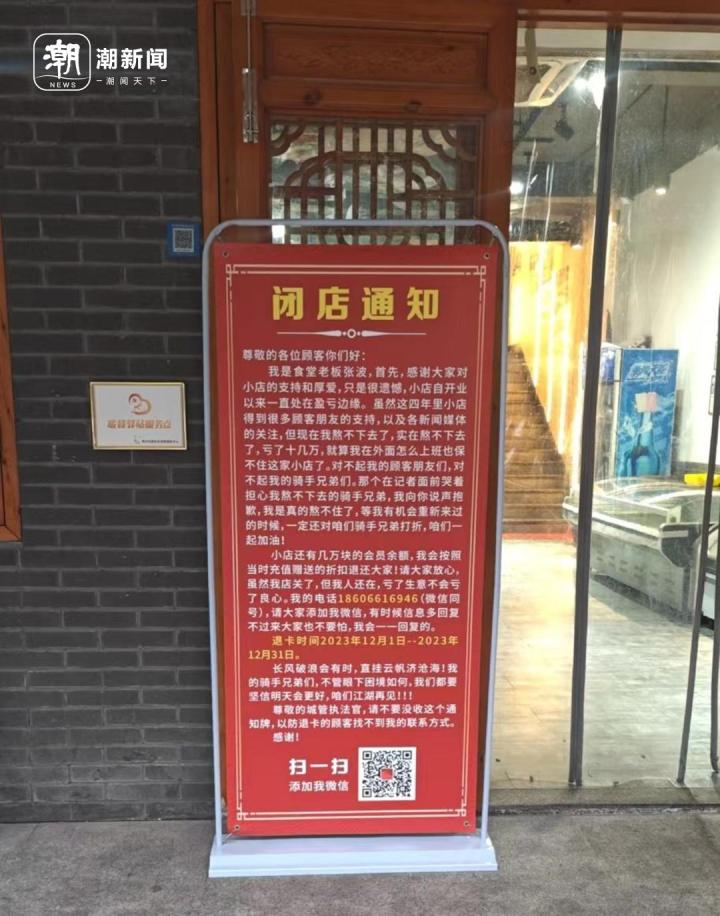 潮
NEWS
潮新闻
潮闻天下
闭店通知
尊敬的各位顾客你们好：
我是食堂老板张波，首先，感谢大家对
小店的支持和厚爱，只是很遗憾，小店自开业
以来一直处在盈亏边缘。虽然这四年里小店
得到很多顾客朋友的支持，以及各新闻媒体
的关注，但现在我熬不下去了，实在熬不下去
了，亏了十几万，就算我在外面怎么上班也保
不住这家小店了。对不起我的顾客朋友们，对
不起我的骑手兄弟们。那个在记者面前哭着
担心我熬不下去的骑手兄弟，我向你说声抱
歉，我是真的熬不住了，等我有机会重新来过
的时候，一定还对咱们骑手兄弟打折，咱们一
起加油！
小店还有几万块的会员余额，我会按照
当时充值赠送的折扣退还大家！请大家放心，
虽然我店关了，但我人还在，亏了生意不会亏
了良心。我的电话18606616946（微信同
号），请大家添加我微信，有时候信息多回复
不过来大家也不要怕，我会一一回复的。
退卡时间2023年12月1日--2023年
12月31日。
长风破浪会有时，直挂云帆济沧海！我
的骑手兄弟们，不管眼下困境如何，我们都要
坚信明天会更好，咱们江湖再见！！！
尊敬的城管执法官，请不要没收这个通
知牌，以防退卡的顾客找不到我的联系方式。
感谢！
扫一扫
添加我微信